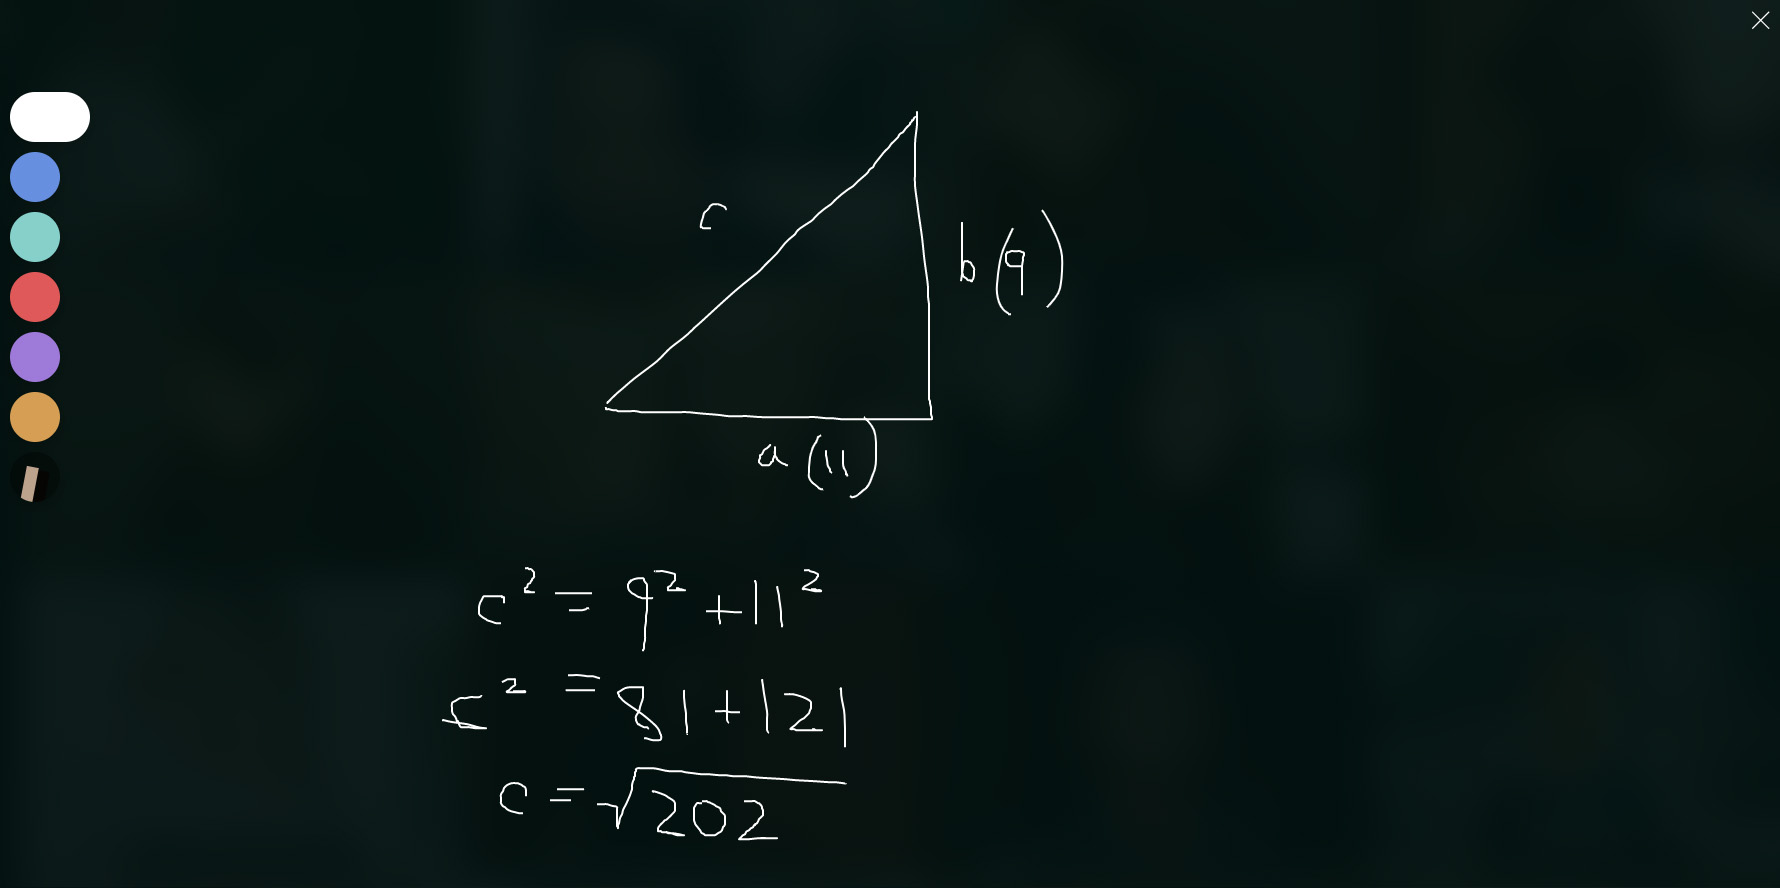 c
b (9)
a (11)
c² = 9² + 11²
c² = 81 + 121
c = √202